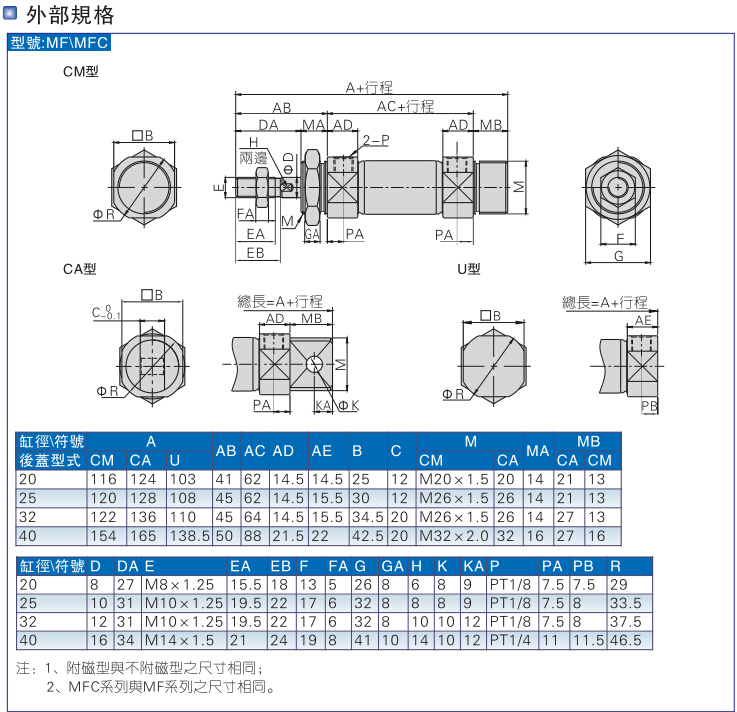 外部規格
型號:MF\MFC
CM型
A+行程
AB
AC+行程
DA
MA
AD
AD
MB
H
兩邊
ΦD
2-P
E
M
FA
EA
EB
M
GA
PA
PA
□B
ΦR
F
G
CA型
U型
□B
C 0 -0.1
ΦR
總長=A+行程
AD
MB
M
PA
KA
ΦK
□B
ΦR
總長=A+行程
AE
PB
缸徑\符號 A AB AC AD AE B C M MA MB
後蓋型式 CM CA U CM CA CA CM
20 116 124 103 41 62 14.5 14.5 25 12 M20×1.5 20 14 21 13
25 120 128 108 45 62 14.5 15.5 30 12 M26×1.5 26 14 21 13
32 122 136 110 45 64 14.5 15.5 34.5 20 M26×1.5 26 14 27 13
40 154 165 138.5 50 88 21.5 22 42.5 20 M32×2.0 32 16 27 16
缸徑\符號 D DA E EA EB F FA G GA H K KA P PA PB R
20 8 27 M8×1.25 15.5 18 13 5 26 8 6 8 9 PT1/8 7.5 7.5 29
25 10 31 M10×1.25 19.5 22 17 6 32 8 8 8 9 PT1/8 7.5 8 33.5
32 12 31 M10×1.25 19.5 22 17 6 32 8 10 10 12 PT1/8 7.5 8 37.5
40 16 34 M14×1.5 21 24 19 8 41 10 14 10 12 PT1/4 11 11.5 46.5
注：1、附磁型與不附磁型之尺寸相同；
2、MFC系列與MF系列之尺寸相同。